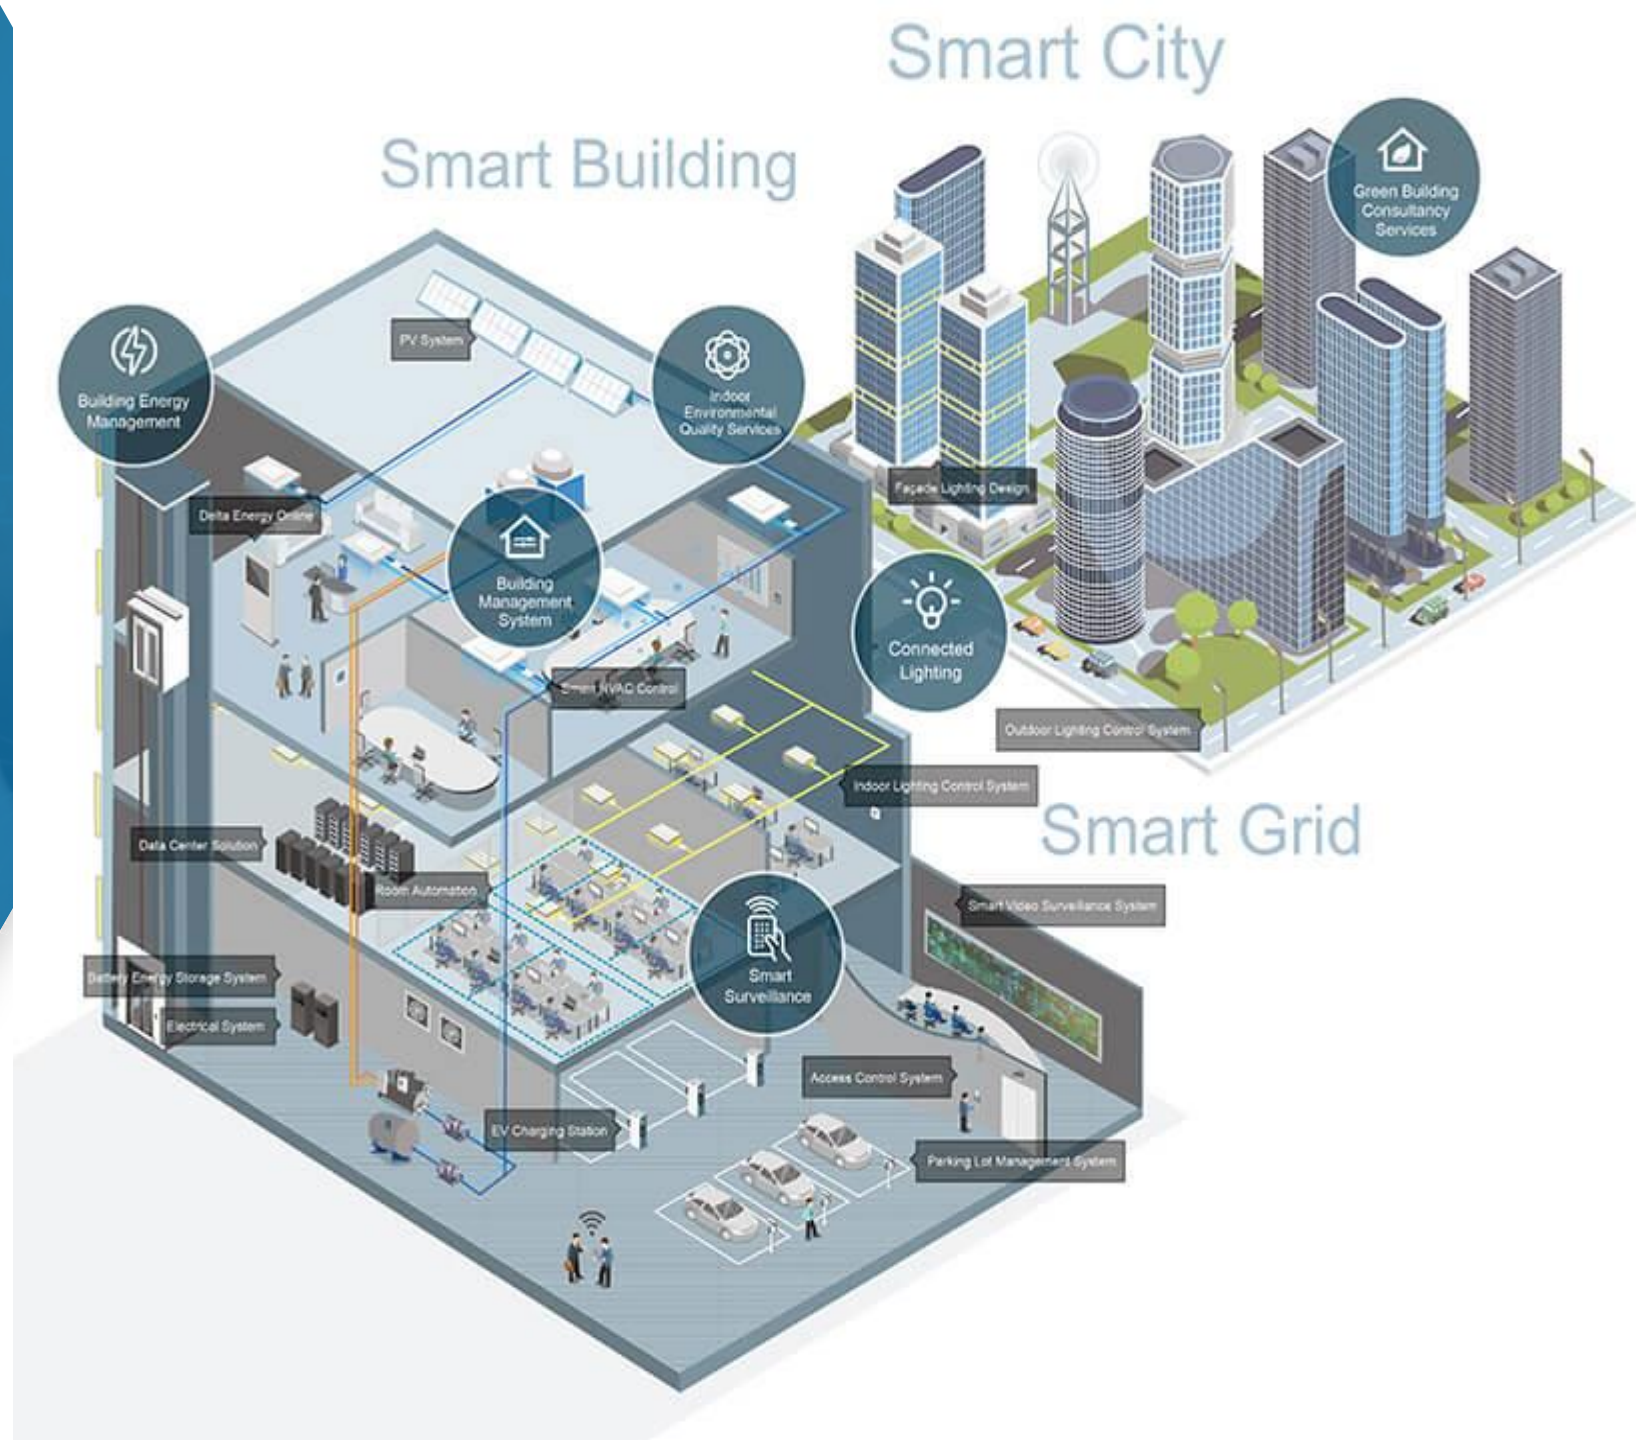 Smart City
Smart Building
Green Building
Consultancy
Services
PV System
Building Energy
Management
Indoor
Environmental
Quality Services
Façade Lighting Design
Delta Energy Online
Building
Management
System
Connected
Lighting
Smart HVAC Control
Outdoor Lighting Control System
Indoor Lighting Control System
Smart Grid
Data Center Solution
Room Automation
Smart Video Surveillance System
Battery Energy Storage System
Smart
Surveillance
Electrical System
Access Control System
EV Charging Station
Parking Lot Management System